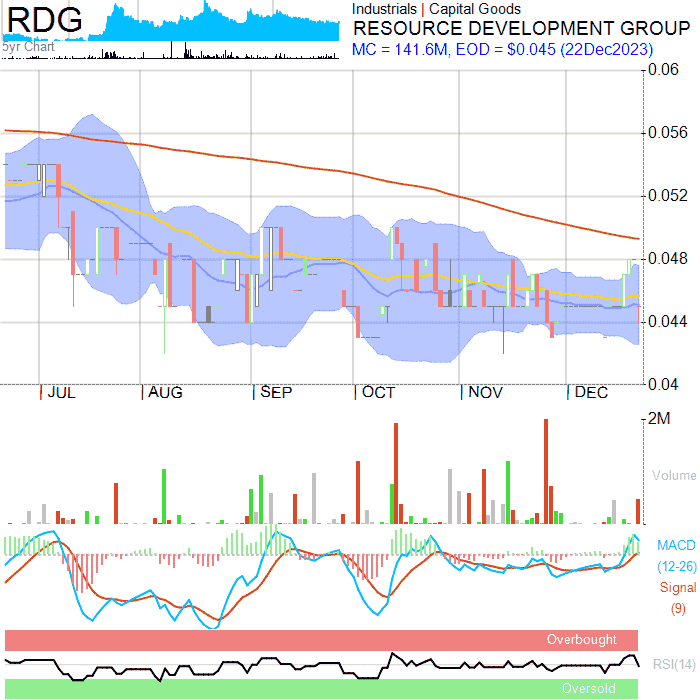 RDG
5yr Chart
Industrials | Capital Goods
RESOURCE DEVELOPMENT GROUP
MC = 141.6M, EOD = $0.045 (22Dec2023)
0.06
0.056
0.052
0.048
0.044
0.04
JUL AUG SEP OCT NOV DEC
2M
Volume
MACD
(12-26)
Signal
(9)
Overbought
RSI(14)
Oversold